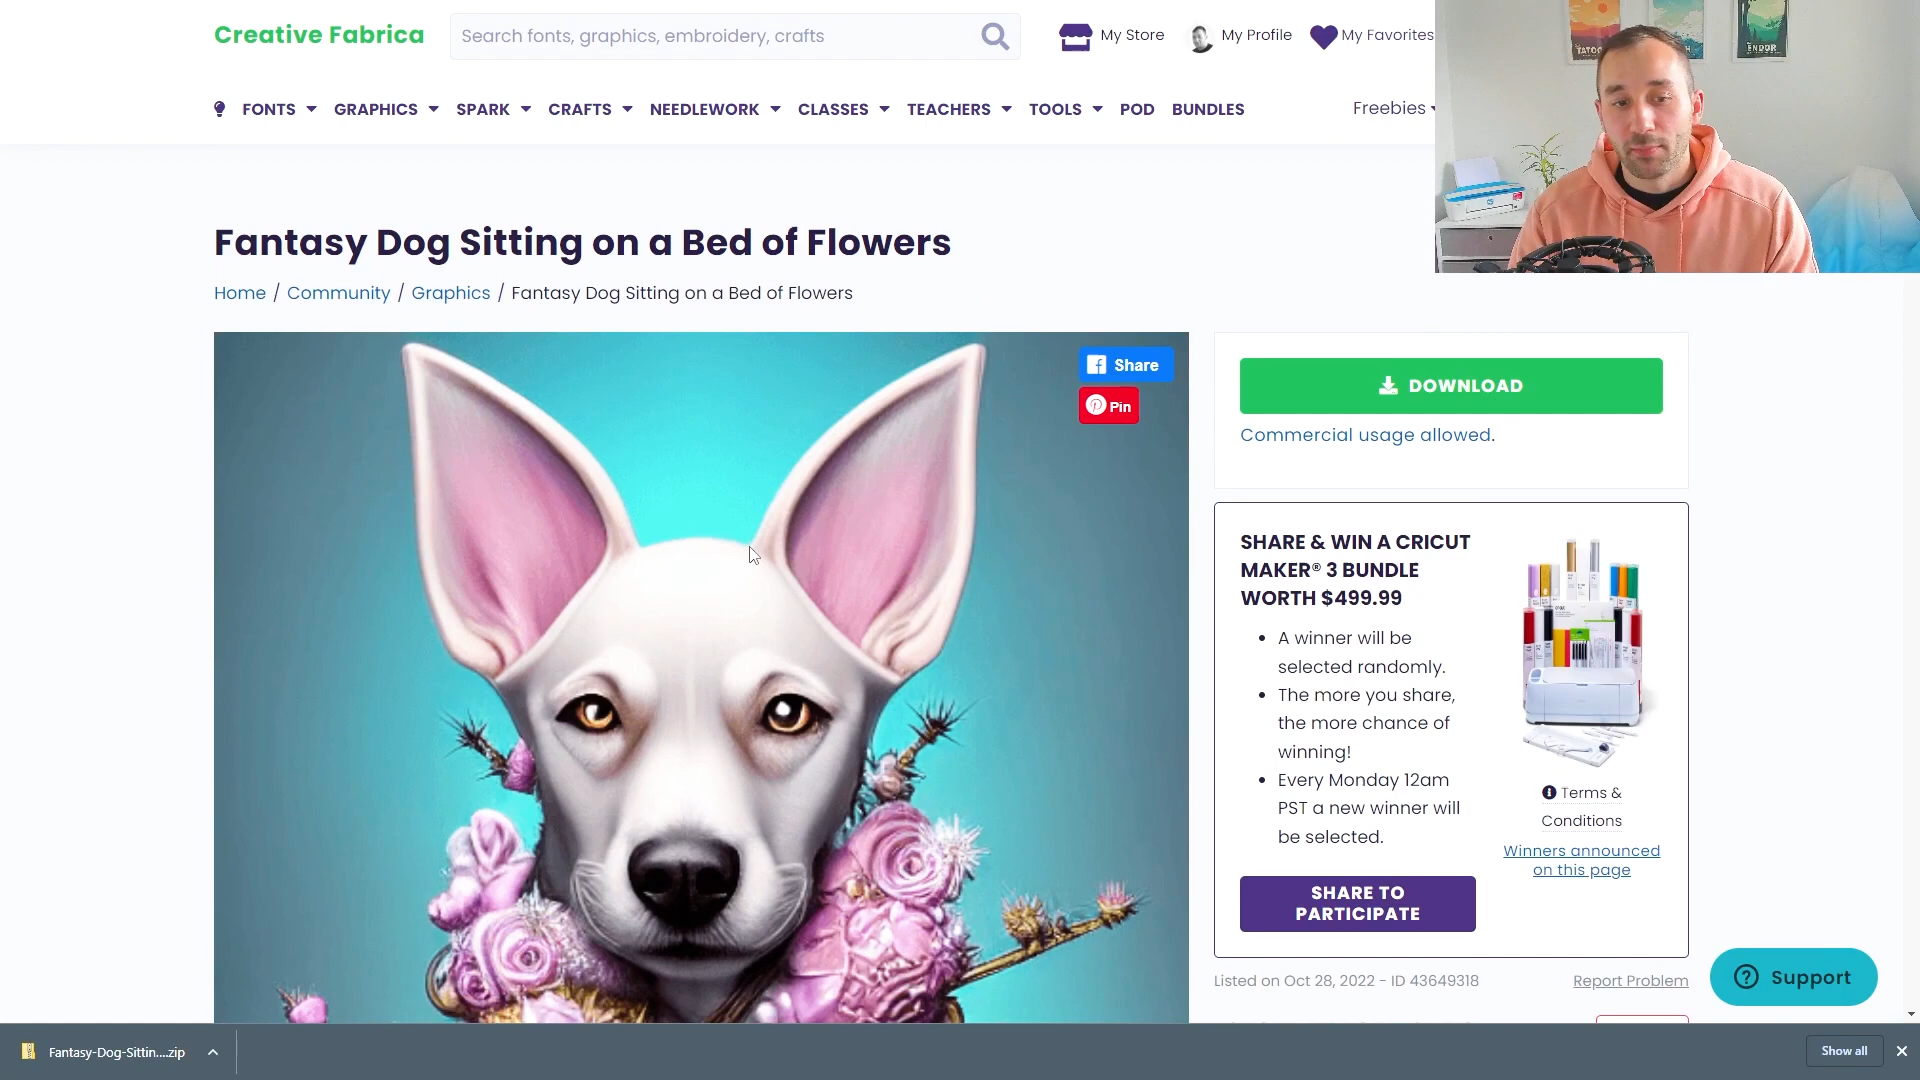 Creative Fabrica
Search fonts, graphics, embroidery, crafts
My Store
My Profile
My Favorites
FONTS
GRAPHICS
SPARK
CRAFTS
NEEDLEWORK
CLASSES
TEACHERS
TOOLS
POD
BUNDLES
Freebies
ENDOR
Fantasy Dog Sitting on a Bed of Flowers
Home / Community / Graphics / Fantasy Dog Sitting on a Bed of Flowers
Share
Pin
DOWNLOAD
Commercial usage allowed.
SHARE & WIN A CRICUT
MAKER® 3 BUNDLE
WORTH $499.99
A winner will be
selected randomly.
The more you share,
the more chance of
winning!
Every Monday 12am
PST a new winner will
be selected.
Terms &
Conditions
Winners announced
on this page
SHARE TO
PARTICIPATE
Listed on Oct 28, 2022 - ID 43649318
Report Problem
Support
Fantasy-Dog-Sittin....zip
Show all